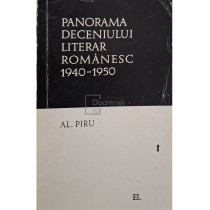 PANORAMA
DECENIULUI
LITERAR
ROMÂNESC
1940-1950
AL. PIRU
EL